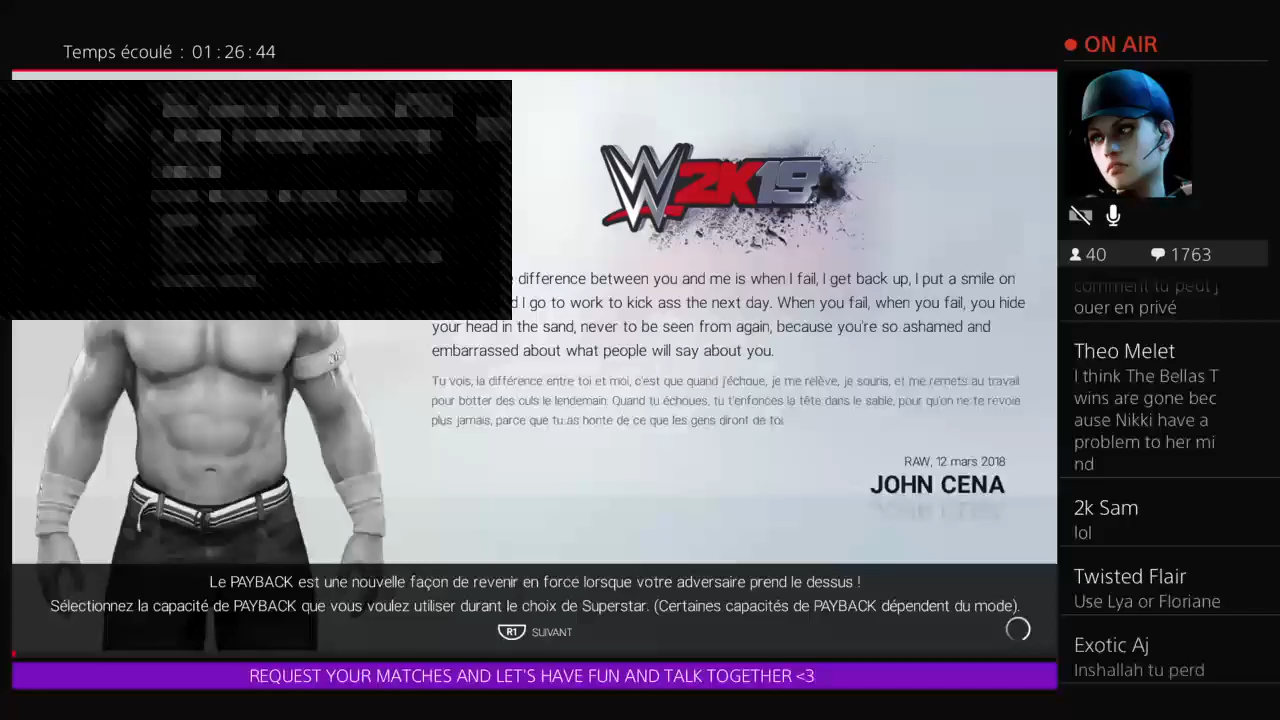 Temps écoulé : 01:26:44
ON AIR
W 2K19
40 1763
difference between you and me is when I fail, I get back up, I put a smile on
I go to work to kick ass the next day. When you fail, when you fail, you hide
your head in the sand, never to be seen from again, because you're so ashamed and
embarrassed about what people will say about you.
Tu vois, la différence entre toi et moi, c'est que quand j'échoue, je me relève, je souris, et me remets au travail
pour botter des culs le lendemain. Quand tu échoues, tu t'enfonces la tête dans le sable, pour qu'on ne te revoie
plus jamais, parce que tu as honte de ce que les gens diront de toi.
RAW, 12 mars 2018
JOHN CENA
Le PAYBACK est une nouvelle façon de revenir en force lorsque votre adversaire prend le dessus !
Sélectionnez la capacité de PAYBACK que vous voulez utiliser durant le choix de Superstar. (Certaines capacités de PAYBACK dépendent du mode).
R1 SUIVANT
REQUEST YOUR MATCHES AND LET'S HAVE FUN AND TALK TOGETHER <3
comment tu peut j
ouer en privé
Theo Melet
I think The Bellas T
wins are gone bec
ause Nikki have a
problem to her mi
nd
2k Sam
lol
Twisted Flair
Use Lya or Floriane
Exotic Aj
Inshallah tu perd